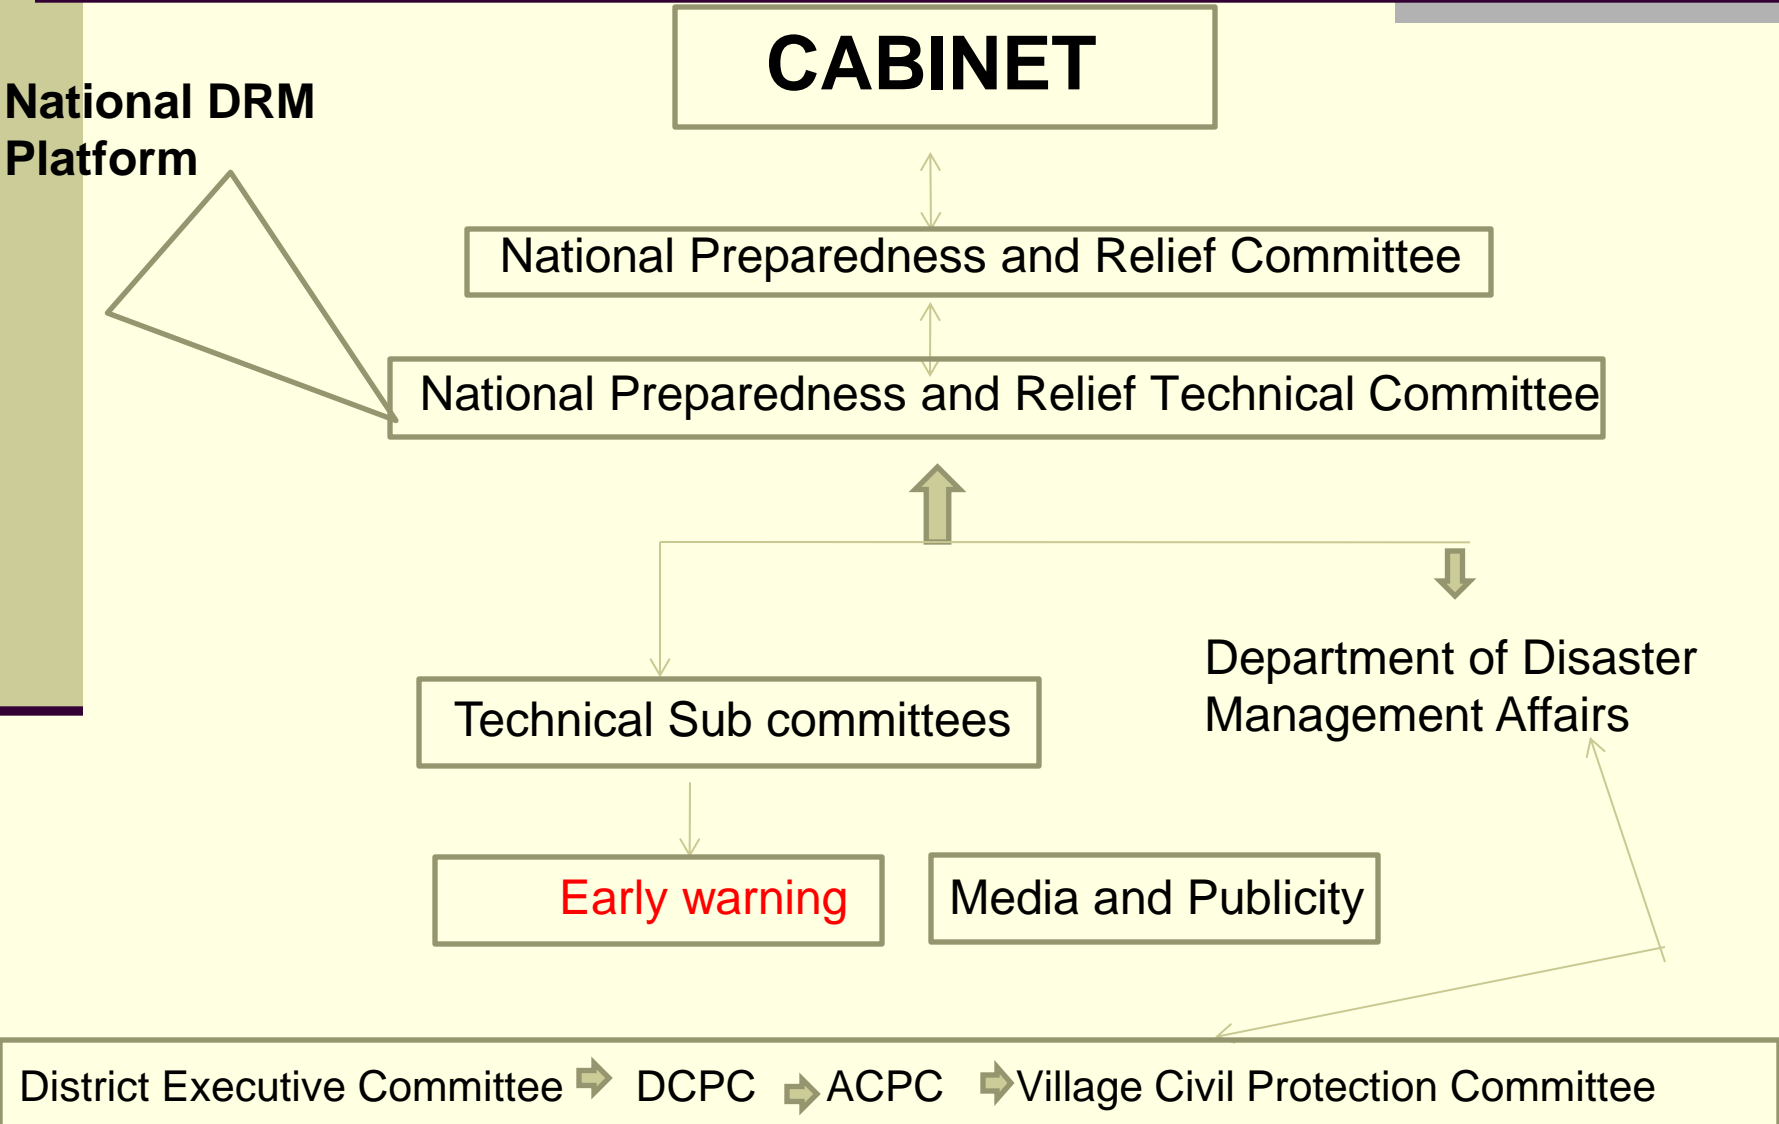 CABINET
National DRM
Platform
National Preparedness and Relief Committee
National Preparedness and Relief Technical Committee
Department of Disaster
Management Affairs
Technical Sub committees
Early warning
Media and Publicity
District Executive Committee DCPC ACPC Village Civil Protection Committee